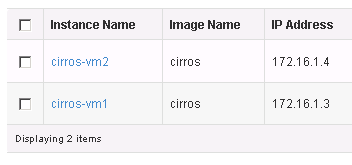 Instance Name Image Name IP Address
cirros-vm2 cirros 172.16.1.4
cirros-vm1 cirros 172.16.1.3
Displaying 2 items